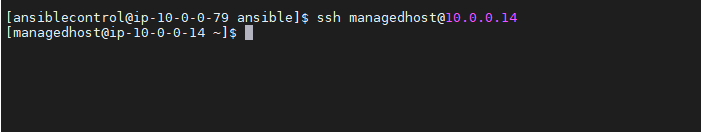 [ansiblecontrol@ip-10-0-0-79 ansible]$ ssh managedhost@10.0.0.14
[managedhost@ip-10-0-0-14 ~]$